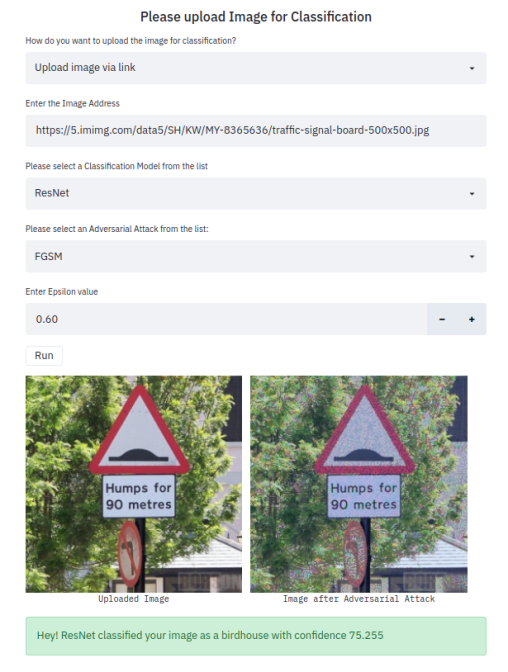 Please upload Image for Classification
How do you want to upload the image for classification?
Upload image via link
Enter the Image Address
https://5.imimg.com/data5/SH/KW/MY-8365636/traffic-signal-board-500x500.jpg
Please select a Classification Model from the list
ResNet
Please select an Adversarial Attack from the list:
FGSM
Enter Epsilon value
0.60
- +
Run
Humps for
90 metres
Humps for
90 metres
Uploaded Image
Image after Adversarial Attack
Hey! ResNet classified your image as a birdhouse with confidence 75.255